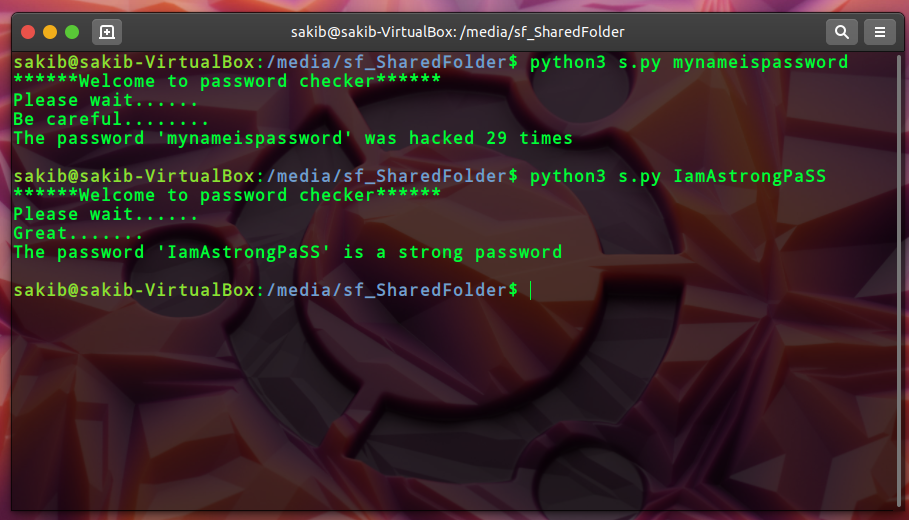 sakib@sakib-VirtualBox: /media/sf_SharedFolder
sakib@sakib-VirtualBox:/media/sf_SharedFolder$ python3 s.py mynameispassword
******Welcome to password checker******
Please wait......
Be careful........
The password 'mynameispassword' was hacked 29 times
sakib@sakib-VirtualBox:/media/sf_SharedFolder$ python3 s.py IamAstrongPaSS
******Welcome to password checker******
Please wait......
Great.......
The password 'IamAstrongPaSS' is a strong password
sakib@sakib-VirtualBox:/media/sf_SharedFolder$